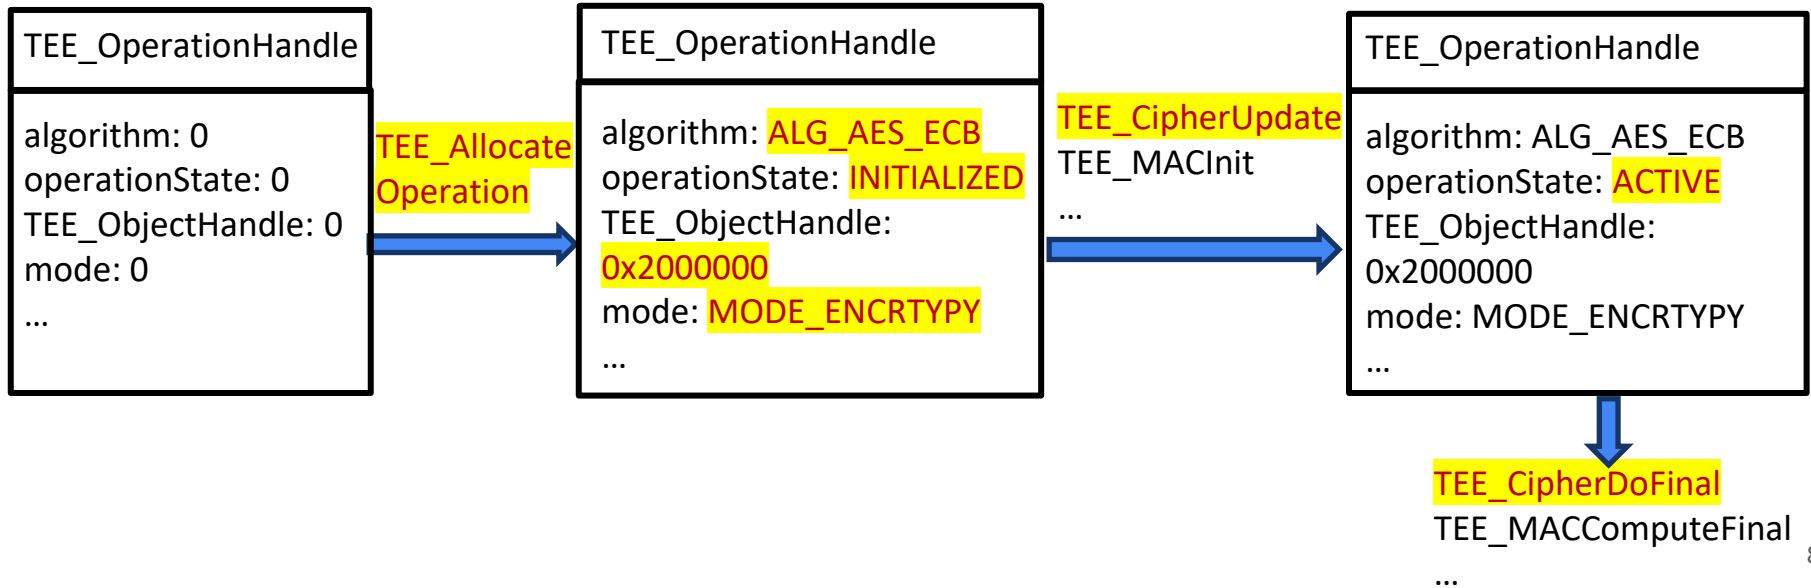 TEE_OperationHandle
algorithm: 0
operationState: 0
TEE_ObjectHandle: 0
mode: 0
...
TEE_Allocate
Operation
TEE_OperationHandle
algorithm: ALG_AES_ECB
operationState: INITIALIZED
TEE_ObjectHandle:
0x2000000
mode: MODE_ENCRTYPY
...
TEE_CipherUpdate
TEE_MACInit
...
TEE_OperationHandle
algorithm: ALG_AES_ECB
operationState: ACTIVE
TEE_ObjectHandle:
0x2000000
mode: MODE_ENCRTYPY
...
TEE_CipherDoFinal
TEE_MACComputeFinal
...